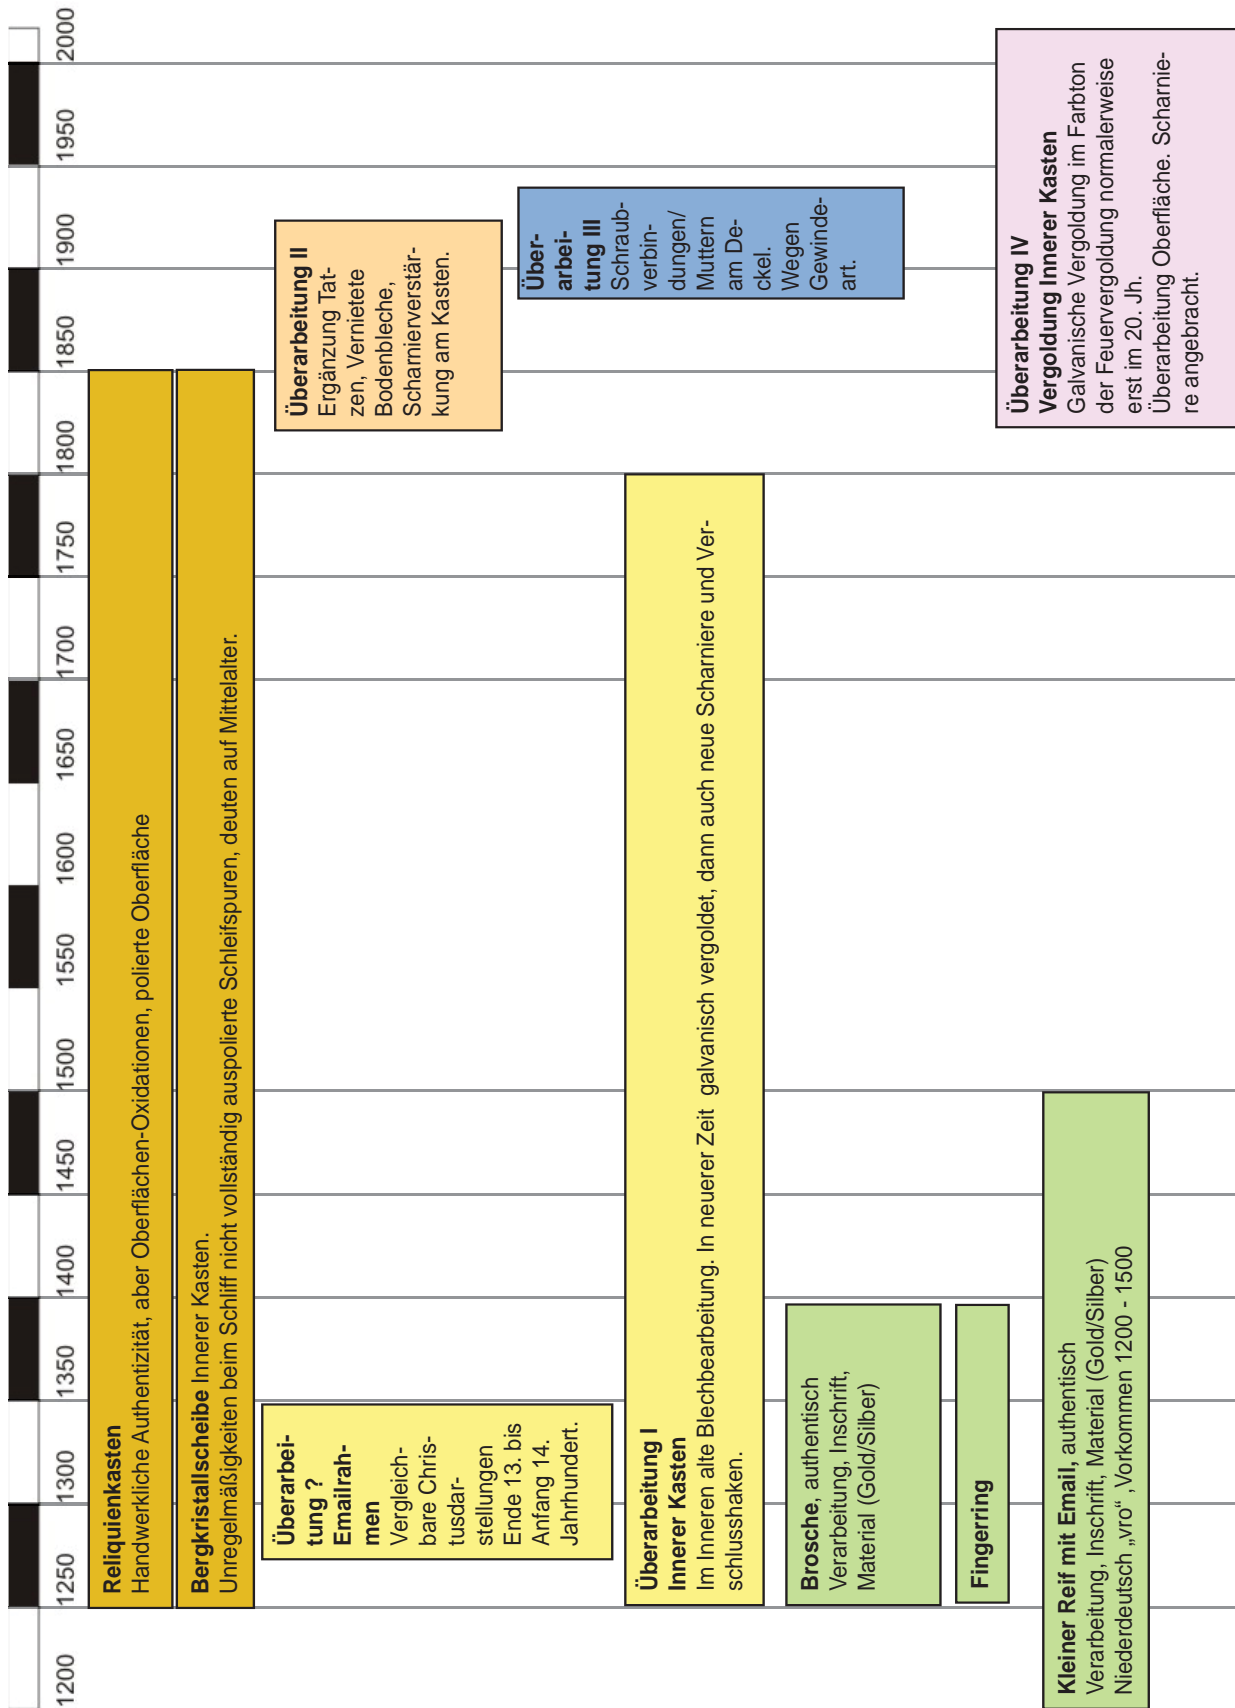 1200
1250
1300
1350
1400
1450
1500
1550
1600
1650
1700
1750
1800
1850
1900
1950
2000
Reliquienkasten
Handwerkliche Authentizität, aber Oberflächen-Oxidationen, polierte Oberfläche
Bergkristallscheibe Innerer Kasten.
Unregelmäßigkeiten beim Schliff nicht vollständig auspolierte Schleifspuren, deuten auf Mittelalter.
Überarbei-
tung ?
Emailrah-
men
Vergleich-
bare Chris-
tusdar-
stellungen
Ende 13. bis
Anfang 14.
Jahrhundert.
Überarbeitung II
Ergänzung Tat-
zen, Vernietete
Bodenbleche,
Scharnierverstär-
kung am Kasten.
Über-
arbei-
tung III
Schraub-
verbin-
dungen/
Muttern
am De-
ckel.
Wegen
Gewinde-
art.
Überarbeitung I
Innerer Kasten
Im Inneren alte Blechbearbeitung. In neuerer Zeit galvanisch vergoldet, dann auch neue Scharniere und Ver-
schlusshaken.
Brosche, authentisch
Verarbeitung, Inschrift,
Material (Gold/Silber)
Fingerring
Kleiner Reif mit Email, authentisch
Verarbeitung, Inschrift, Material (Gold/Silber)
Niederdeutsch „vro“ ‚Vorkommen 1200 - 1500
Überarbeitung IV
Vergoldung Innerer Kasten
Galvanische Vergoldung im Farbton
der Feuervergoldung normalerweise
erst im 20. Jh.
Überarbeitung Oberfläche. Scharnie-
re angebracht.